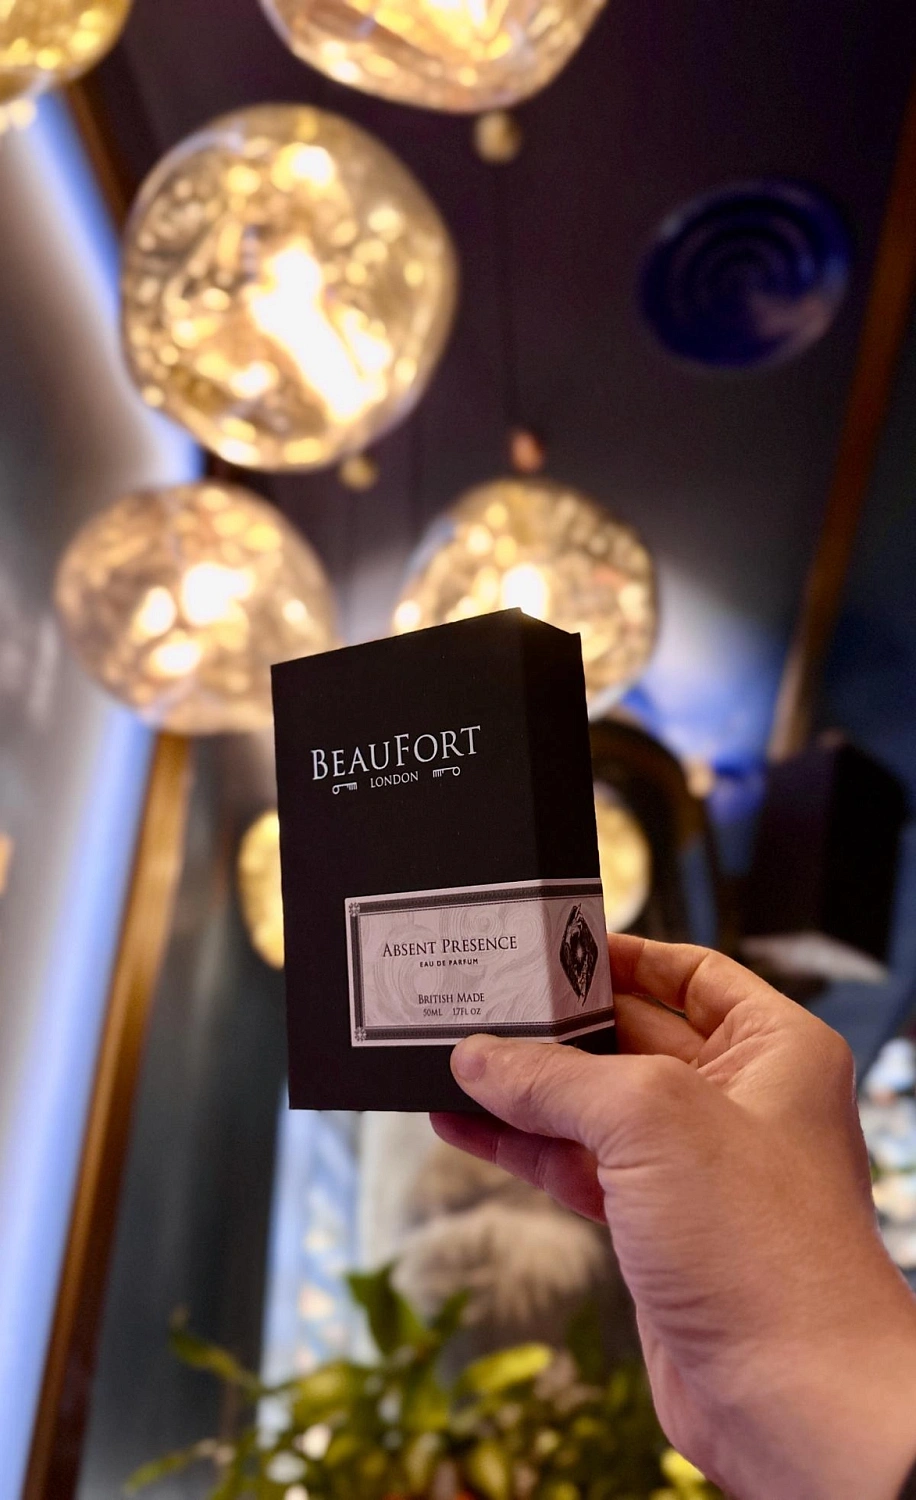 BEAUFORT
LONDON
ABSENT PRESENCE
EAU DE PARFUM
BRITISH MADE
50ML 1.7FL OZ